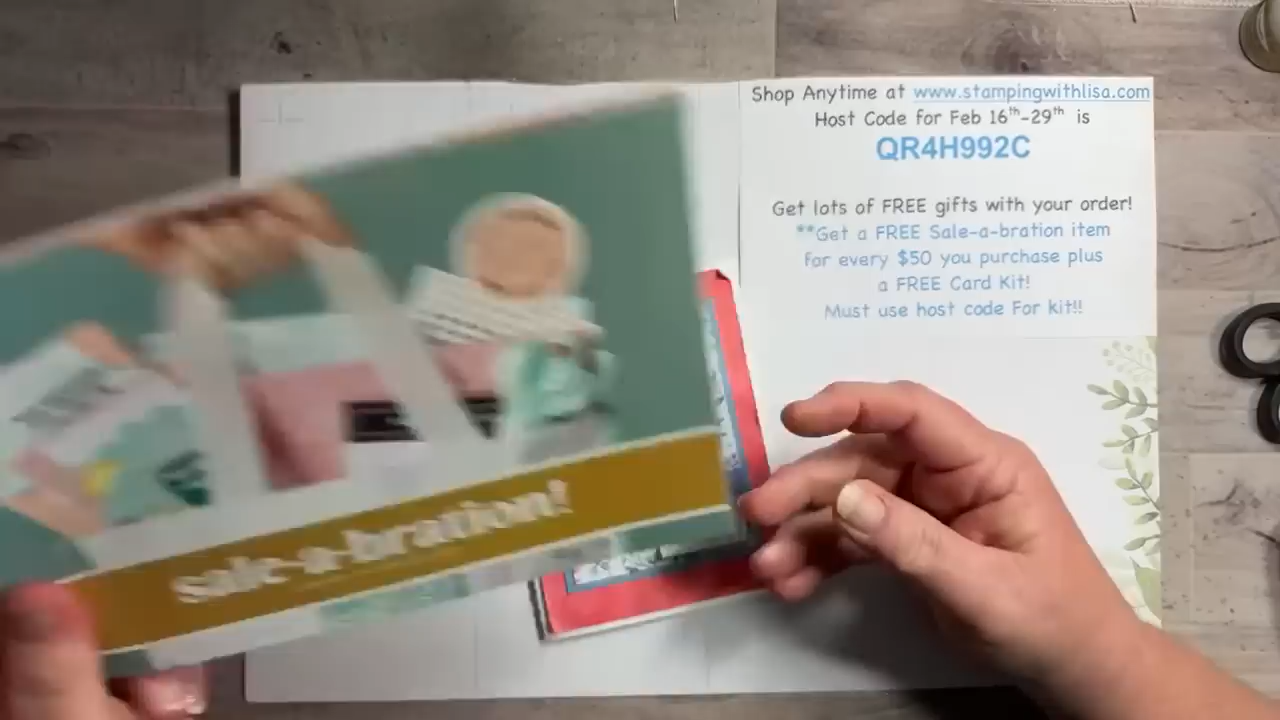 Shop Anytime at www.stampingwithlisa.com
Host Code for Feb 16th-29th is
QR4H992C
Get lots of FREE gifts with your order!
**Get a FREE Sale-a-bration item
for every $50 you purchase plus
a FREE Card Kit!
Must use host code For kit!!
sale-a-bration!